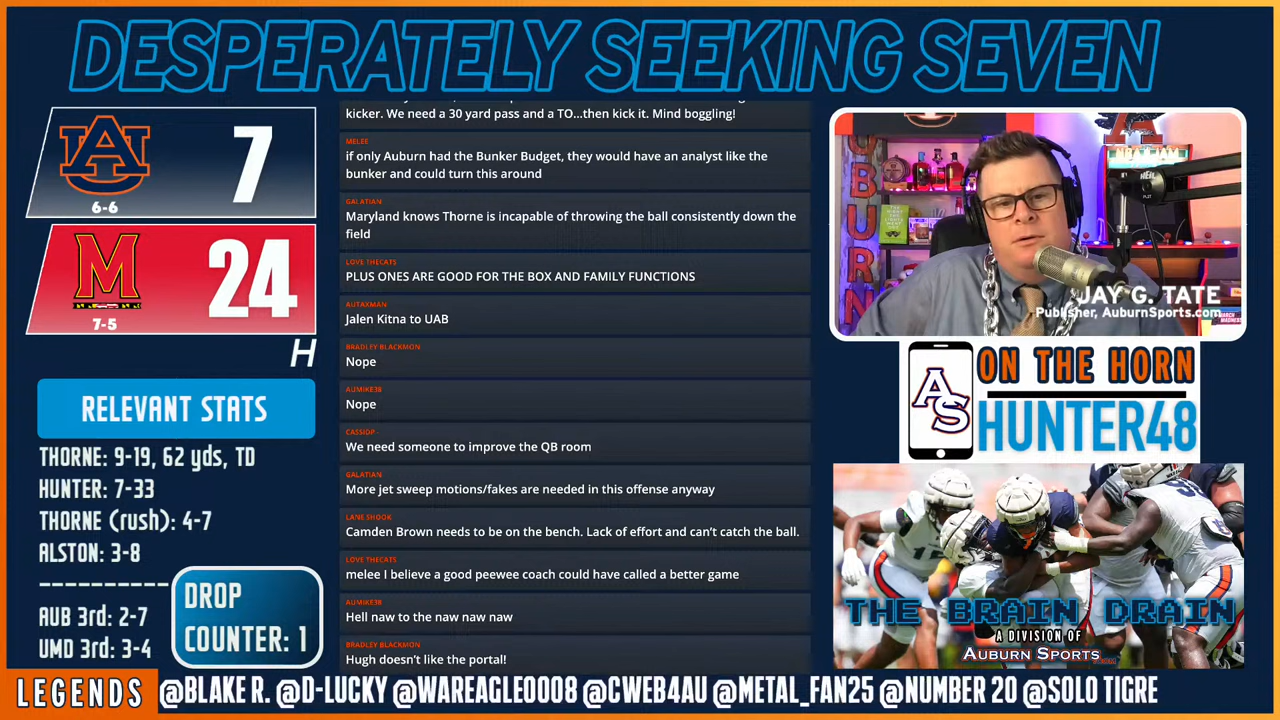 DESPERATELY SEEKING SEVEN
7
6-6
M
24
7-5
H
RELEVANT STATS
THORNE: 9-19, 62 yds, TD
HUNTER: 7-33
THORNE (rush): 4-7
ALSTON: 3-8
----------
AUB 3rd: 2-7
UMD 3rd: 3-4
DROP
COUNTER: 1
kicker. We need a 30 yard pass and a TO...then kick it. Mind boggling!
MELEE
if only Auburn had the Bunker Budget, they would have an analyst like the
bunker and could turn this around
GALATIAN
Maryland knows Thorne is incapable of throwing the ball consistently down the
field
LOVE THECATS
PLUS ONES ARE GOOD FOR THE BOX AND FAMILY FUNCTIONS
AUTAXMAN
Jalen Kitna to UAB
BRADLEY BLACKMON
Nope
AUMIKE38
Nope
CASSIOP -
We need someone to improve the QB room
GALATIAN
More jet sweep motions/fakes are needed in this offense anyway
LANE SHOOK
Camden Brown needs to be on the bench. Lack of effort and can't catch the ball.
LOVE THECATS
melee I believe a good peewee coach could have called a better game
AUMIKE38
Hell naw to the naw naw naw
BRADLEY BLACKMON
Hugh doesn't like the portal!
JAY G. TATE
Publisher, AuburnSports.com
AS
ON THE HORN
HUNTER48
THE BRAIN DRAIN
A DIVISION OF
AUBURN SPORTS.com
LEGENDS @BLAKE R. @D-LUCKY @WAREAGLE0008 @CWEB4AU @METAL_FAN25 @NUMBER 20 @SOLO TIGRE